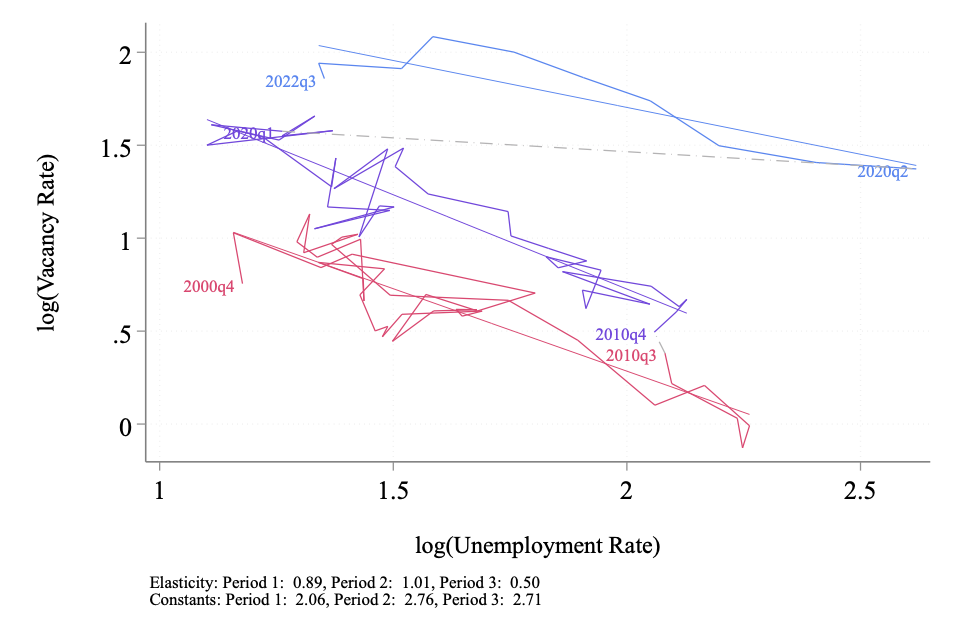 2
1.5
1
.5
0
log(Vacancy Rate)
2022q3
2020q1
2020q2
2000q4
2010q4
2010q3
1
1.5
2
2.5
log(Unemployment Rate)
Elasticity: Period 1: 0.89, Period 2: 1.01, Period 3: 0.50
Constants: Period 1: 2.06, Period 2: 2.76, Period 3: 2.71